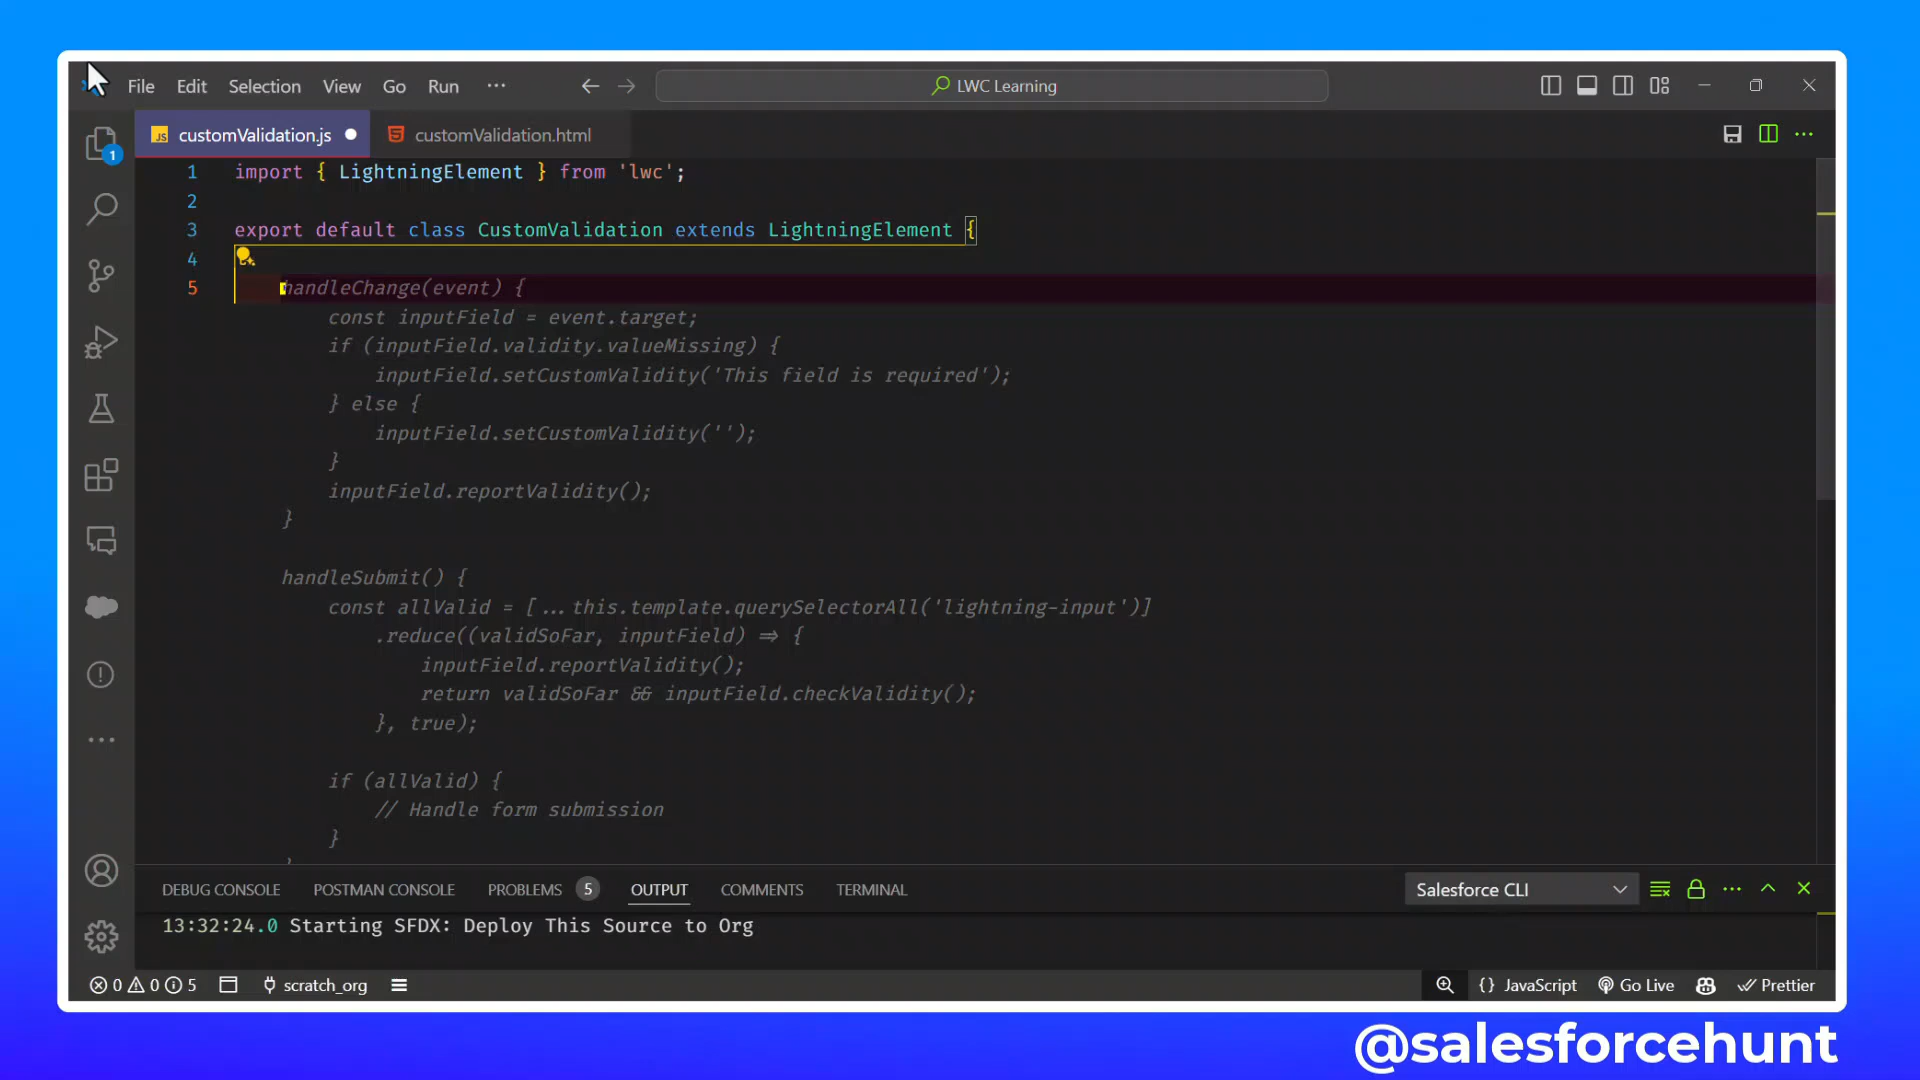 File Edit Selection View Go Run ··· LWC Learning
customValidation.js customValidation.html
1 import { LightningElement } from 'lwc';
2
3 export default class CustomValidation extends LightningElement {
4
5 handleChange(event) {
const inputField = event.target;
if (inputField.validity.valueMissing) {
inputField.setCustomValidity('This field is required');
} else {
inputField.setCustomValidity('');
}
inputField.reportValidity();
}
handleSubmit() {
const allValid = [...this.template.querySelectorAll('lightning-input')]
.reduce((validSoFar, inputField) => {
inputField.reportValidity();
return validSoFar && inputField.checkValidity();
}, true);
if (allValid) {
// Handle form submission
}
1
DEBUG CONSOLE POSTMAN CONSOLE PROBLEMS 5 OUTPUT COMMENTS TERMINAL Salesforce CLI
13:32:24.0 Starting SFDX: Deploy This Source to Org
0 0 5 scratch_org {} JavaScript Go Live Prettier
@salesforcehunt